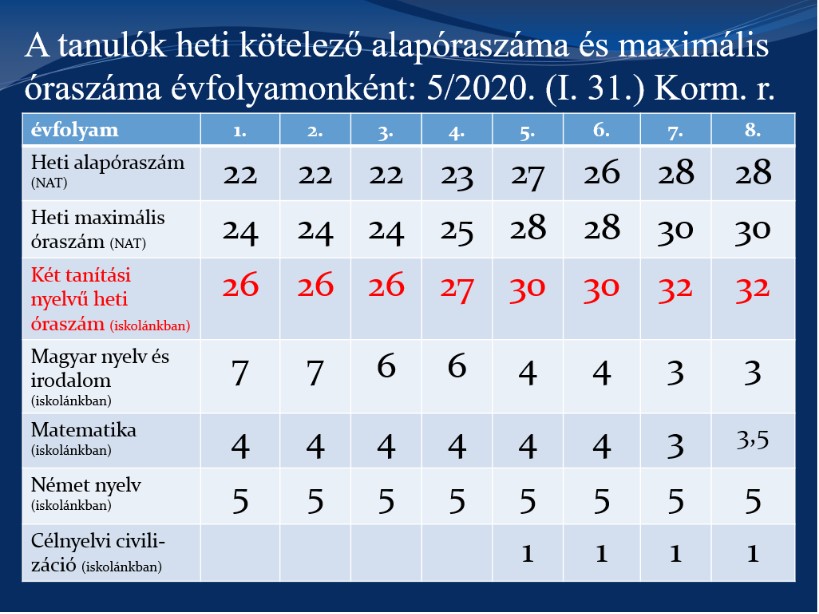 A tanulók heti kötelező alapóraszáma és maximális
óraszáma évfolyamonként: 5/2020. (I. 31.) Korm. r.
évfolyam 1. 2. 3. 4. 5. 6. 7. 8.
Heti alapóraszám
(NAT)
22 22 22 23 27 26 28 28
Heti maximális
óraszám (NAT)
24 24 24 25 28 28 30 30
Két tanítási
nyelvű heti
óraszám (iskolánkban)
26 26 26 27 30 30 32 32
Magyar nyelv és
irodalom
(iskolánkban)
7 7 6 6 4 4 3 3
Matematika
(iskolánkban)
4 4 4 4 4 4 3 3,5
Német nyelv
(iskolánkban)
5 5 5 5 5 5 5 5
Célnyelvi civili-
záció (iskolánkban)
1 1 1 1